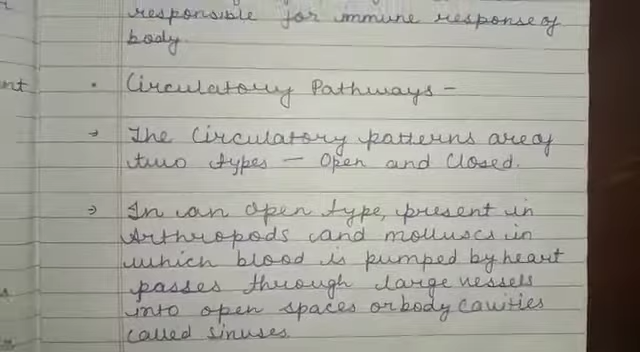 responsible for immune response of
body.
• Circulatory Pathways -
→ The Circulatory patterns are of
two types - Open and Closed.
→ In an open type, present in
Arthropods and molluscs in
which blood is pumped by heart
passes through large vessels
into open spaces or body cavities
called sinuses.